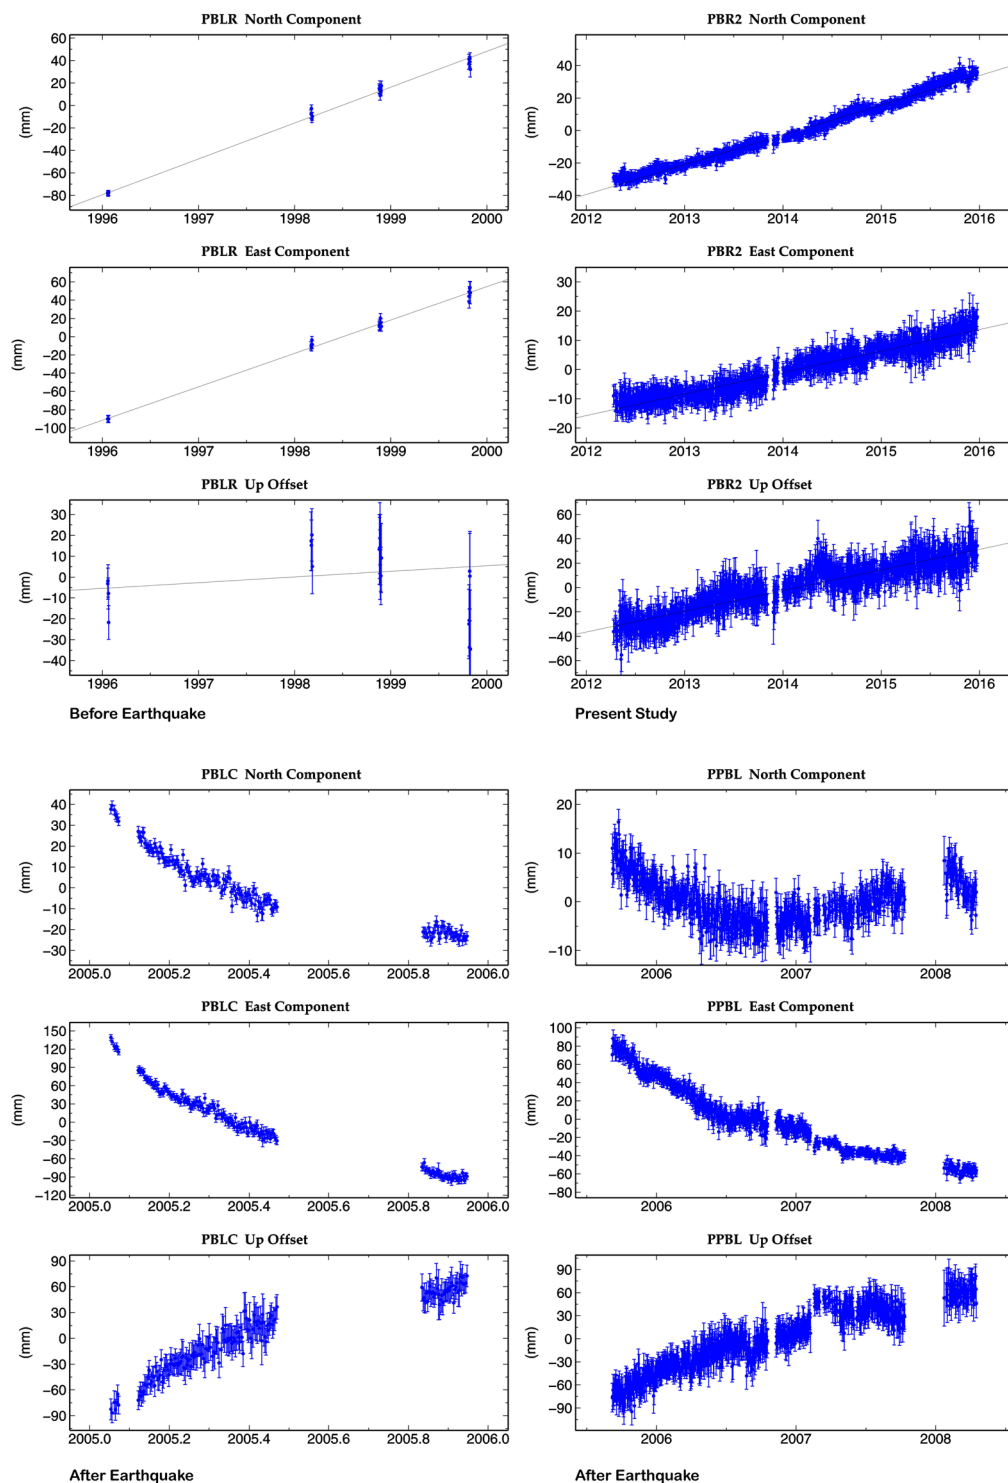 PBLR North Component
60
40
20
0
−20
−40
−60
−80
(mm)
1996 1997 1998 1999 2000
PBR2 North Component
40
20
0
−20
−40
(mm)
2012 2013 2014 2015 2016
PBLR East Component
60
40
20
0
−20
−40
−60
−80
−100
(mm)
1996 1997 1998 1999 2000
PBR2 East Component
30
20
10
0
−10
−20
(mm)
2012 2013 2014 2015 2016
PBLR Up Offset
30
20
10
0
−10
−20
−30
−40
(mm)
1996 1997 1998 1999 2000
Before Earthquake
PBR2 Up Offset
60
40
20
0
−20
−40
−60
(mm)
2012 2013 2014 2015 2016
Present Study
PBLC North Component
40
30
20
10
0
−10
−20
−30
(mm)
2005.0 2005.2 2005.4 2005.6 2005.8 2006.0
PPBL North Component
20
10
0
−10
(mm)
2006 2007 2008
PBLC East Component
150
120
90
60
30
0
−30
−60
−90
−120
(mm)
2005.0 2005.2 2005.4 2005.6 2005.8 2006.0
PPBL East Component
100
80
60
40
20
0
−20
−40
−60
−80
(mm)
2006 2007 2008
PBLC Up Offset
90
60
30
0
−30
−60
−90
(mm)
2005.0 2005.2 2005.4 2005.6 2005.8 2006.0
After Earthquake
PPBL Up Offset
90
60
30
0
−30
−60
−90
(mm)
2006 2007 2008
After Earthquake